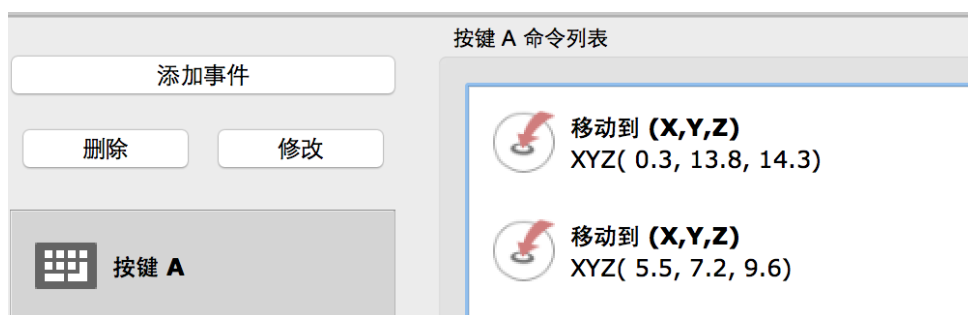 按键 A 命令列表
添加事件
删除
修改
按键 A
移动到 (X,Y,Z)
XYZ( 0.3, 13.8, 14.3)
移动到 (X,Y,Z)
XYZ( 5.5, 7.2, 9.6)